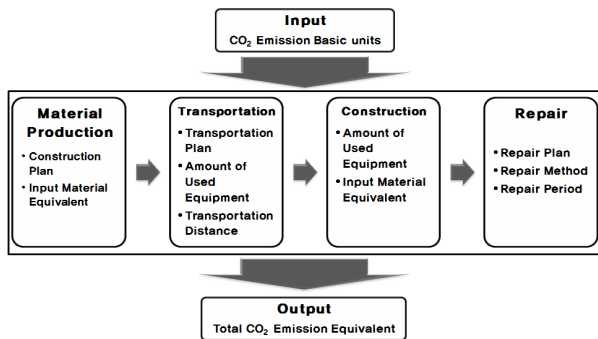 Input
CO₂ Emission Basic units
Material
Production
• Construction
Plan
• Input Material
Equivalent
Transportation
• Transportation
Plan
• Amount of
Used
Equipment
• Transportation
Distance
Construction
• Amount of
Used
Equipment
• Input Material
Equivalent
Repair
• Repair Plan
• Repair Method
• Repair Period
Output
Total CO₂ Emission Equivalent